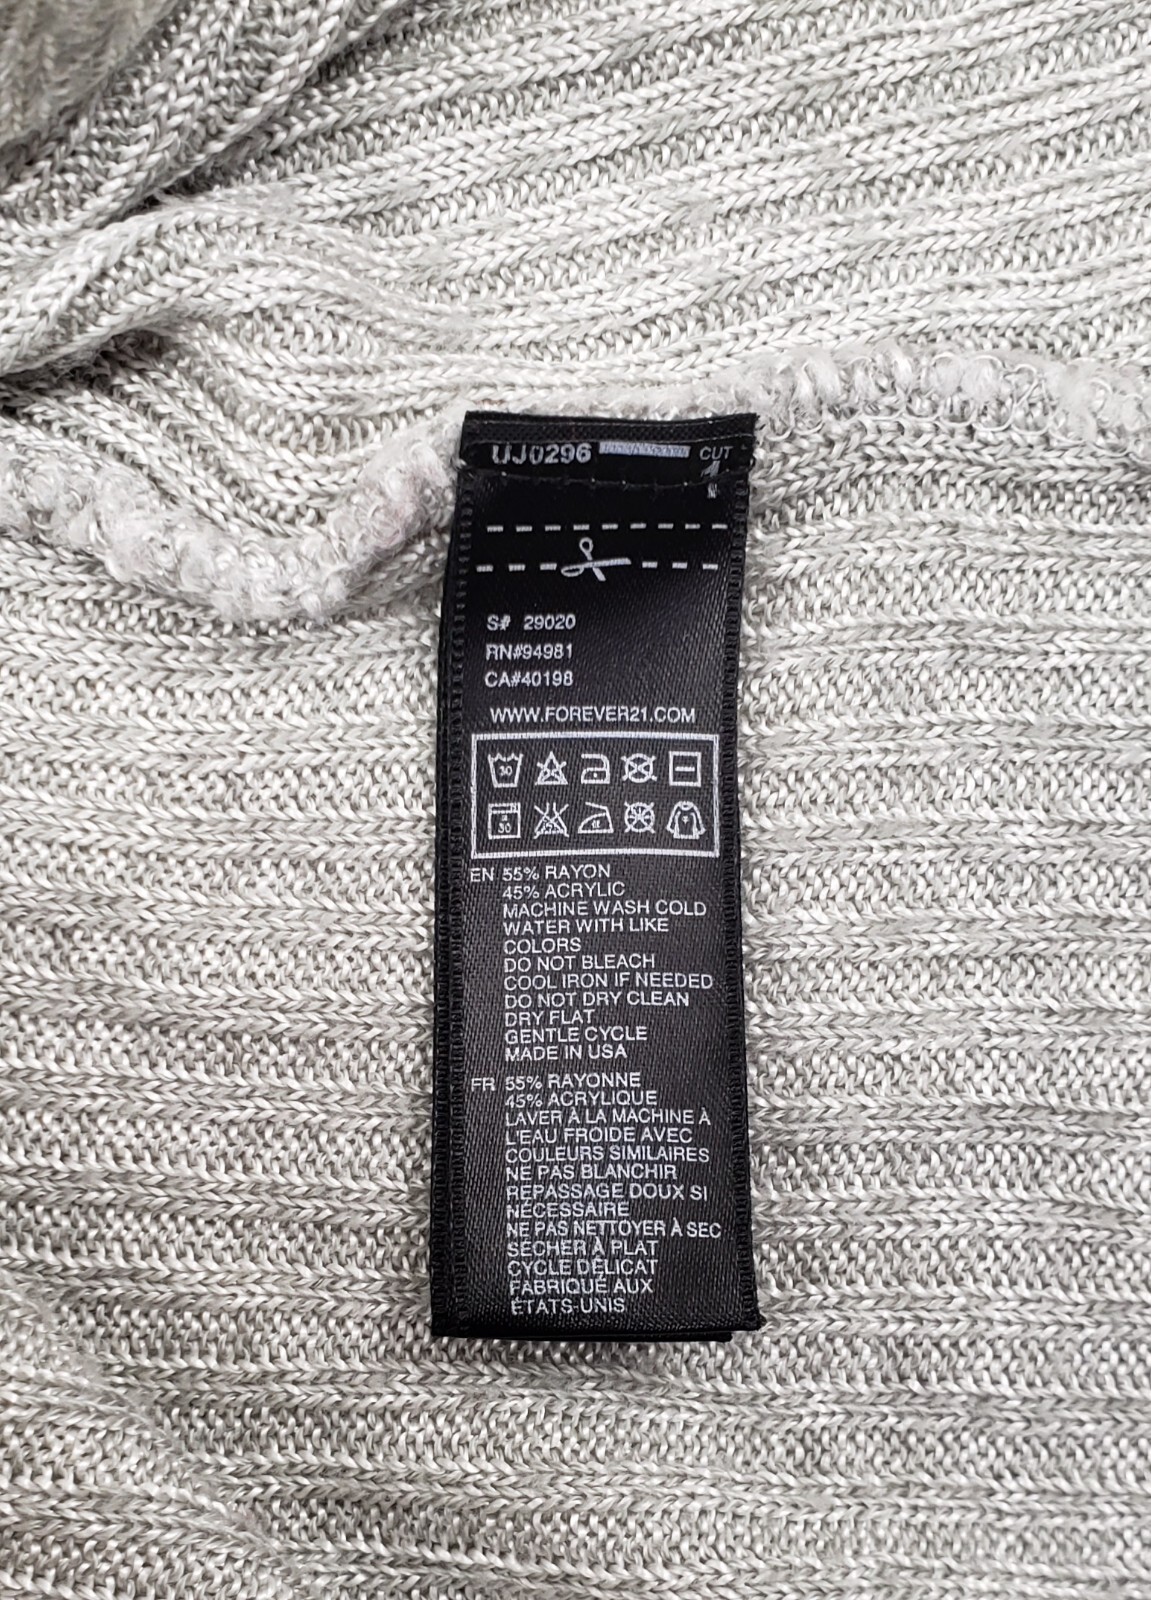 UJ0296 CUT
1
S# 29020
RN#94981
CA#40198
WWW.FOREVER21.COM
30
30
EN 55% RAYON
45% ACRYLIC
MACHINE WASH COLD
WATER WITH LIKE
COLORS
DO NOT BLEACH
COOL IRON IF NEEDED
DO NOT DRY CLEAN
DRY FLAT
GENTLE CYCLE
MADE IN USA
FR 55% RAYONNE
45% ACRYLIQUE
LAVER À LA MACHINE À
L'EAU FROIDE AVEC
COULEURS SIMILAIRES
NE PAS BLANCHIR
REPASSAGE DOUX SI
NÉCESSAIRE
NE PAS NETTOYER À SEC
SÉCHER À PLAT
CYCLE DÉLICAT
FABRIQUÉ AUX
ÉTATS-UNIS